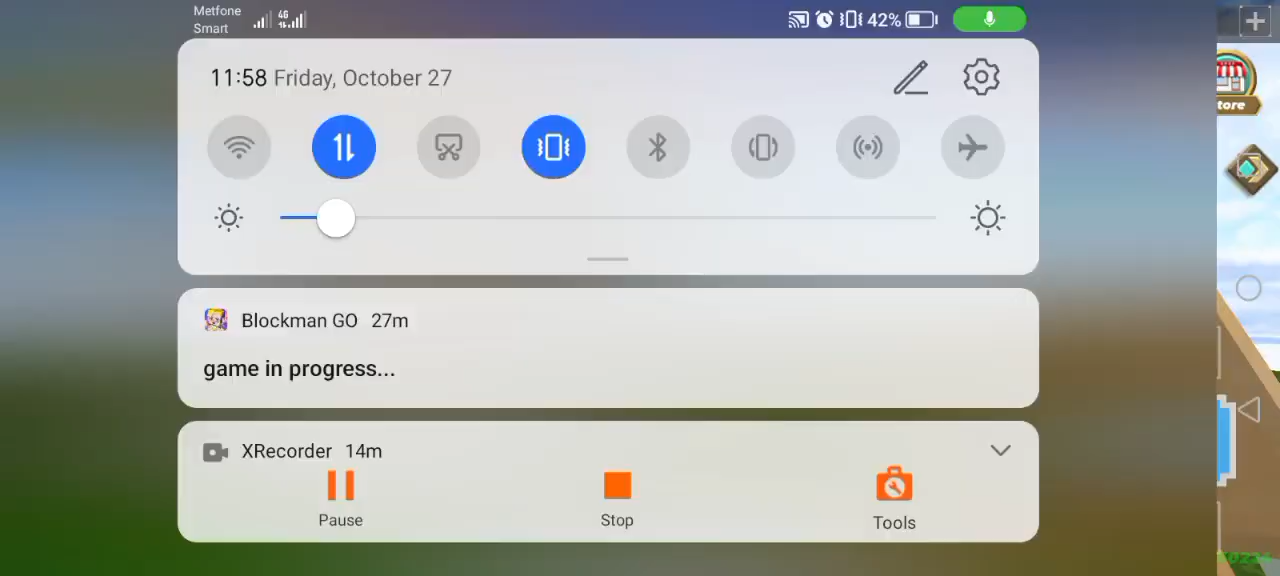 Metfone
Smart
4G
42%
11:58 Friday, October 27
Blockman GO 27m
game in progress...
XRecorder 14m
Pause
Stop
Tools
tore